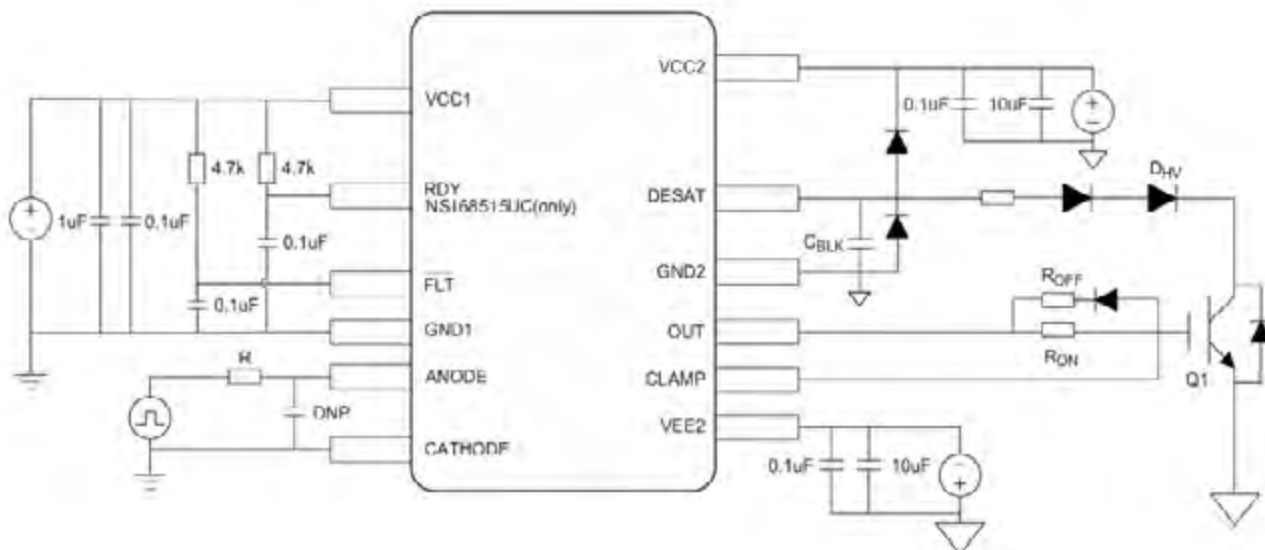 VCC1
4.7k
4.7k
RDY
NSI68515UC(only)
1uF
0.1uF
0.1uF
FLT
0.1uF
GND1
R
ANODE
DNP
CATHODE
VCC2
0.1uF
10uF
DHV
DESAT
CBLK
GND2
ROFF
OUT
RON
CLAMP
Q1
VEE2
0.1uF
10uF